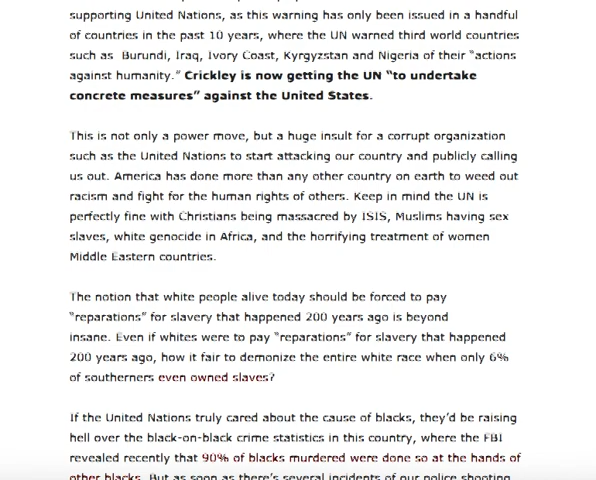 supporting United Nations, as this warning has only been issued in a handful
of countries in the past 10 years, where the UN warned third world countries
such as Burundi, Iraq, Ivory Coast, Kyrgyzstan and Nigeria of their "actions
against humanity." Crickley is now getting the UN "to undertake
concrete measures" against the United States.
This is not only a power move, but a huge insult for a corrupt organization
such as the United Nations to start attacking our country and publicly calling
us out. America has done more than any other country on earth to weed out
racism and fight for the human rights of others. Keep in mind the UN is
perfectly fine with Christians being massacred by ISIS, Muslims having sex
slaves, white genocide in Africa, and the horrifying treatment of women
Middle Eastern countries.
The notion that white people alive today should be forced to pay
"reparations" for slavery that happened 200 years ago is beyond
insane. Even if whites were to pay "reparations" for slavery that happened
200 years ago, how it fair to demonize the entire white race when only 6%
of southerners even owned slaves?
If the United Nations truly cared about the cause of blacks, they'd be raising
hell over the black-on-black crime statistics in this country, where the FBI
revealed recently that 90% of blacks murdered were done so at the hands of
other blacks. But as soon as there's several incidents of our police shooting